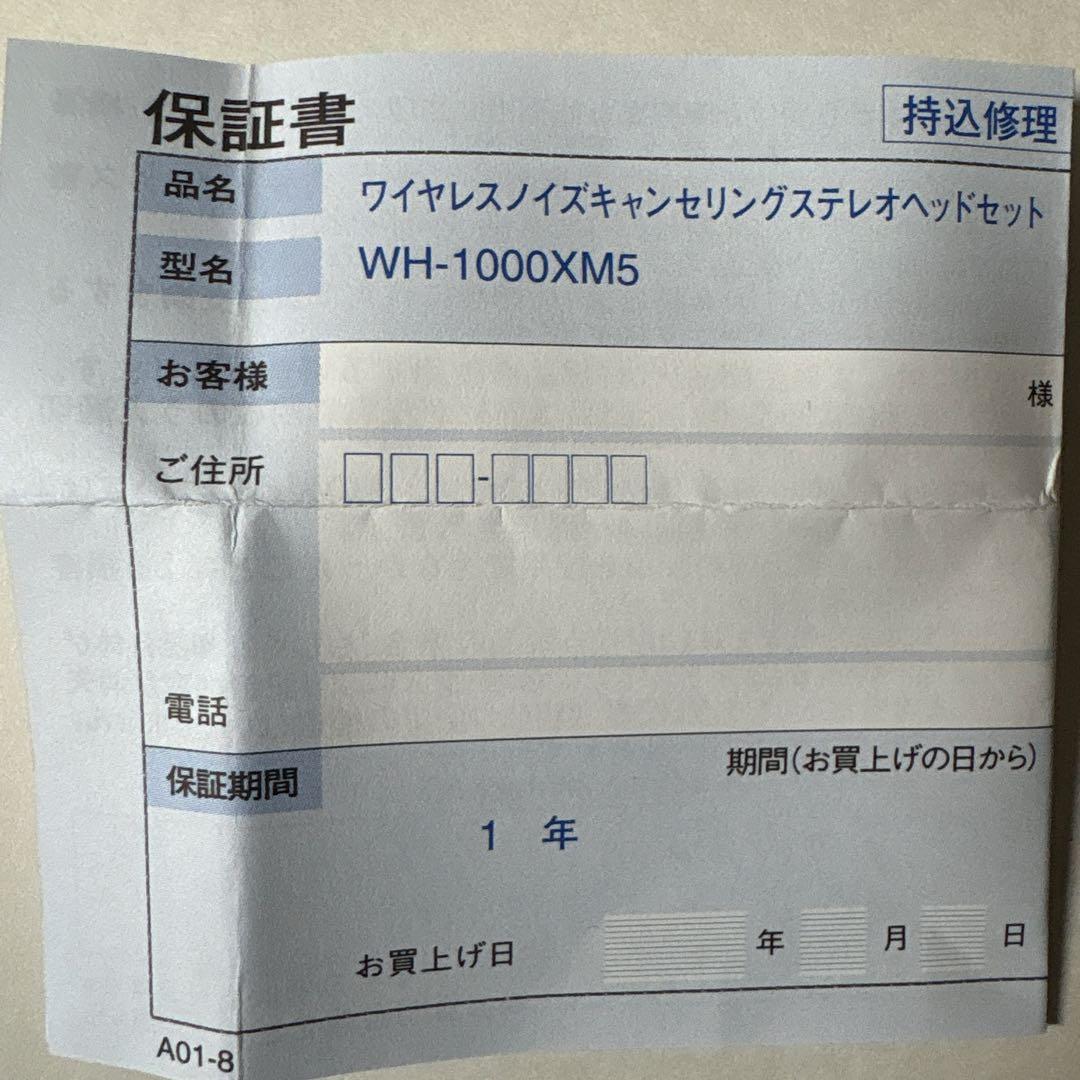 保証書
持込修理
品名 ワイヤレスノイズキャンセリングステレオヘッドセット
型名 WH-1000XM5
お客様 様
ご住所 □□□-□□□□
電話
保証期間 期間(お買上げの日から)
1 年
お買上げ日 年 月 日
A01-8